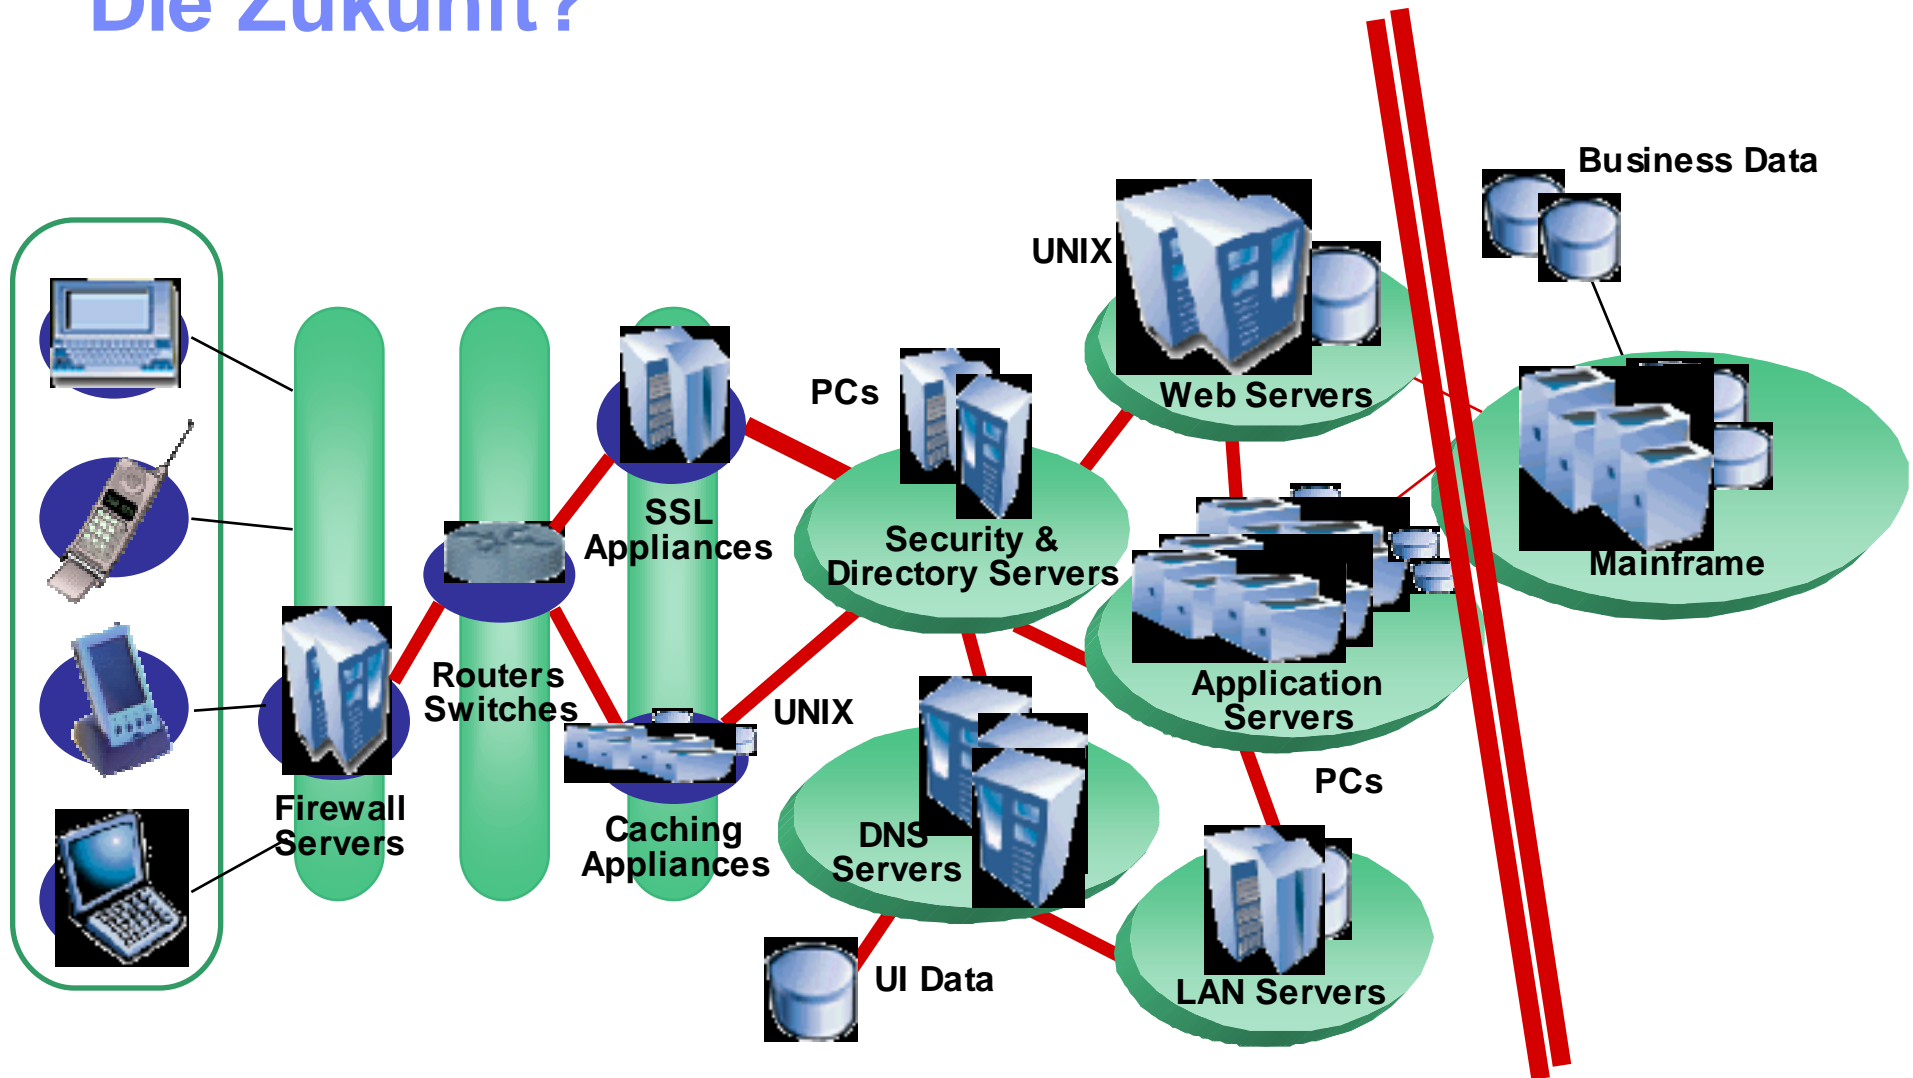 Die Zukunft?
Business Data
UNIX
PCs
Web Servers
SSL
Appliances
Security &
Directory Servers
Mainframe
Routers
Switches
UNIX
Application
Servers
PCs
Firewall
Servers
Caching
Appliances
DNS
Servers
UI Data
LAN Servers